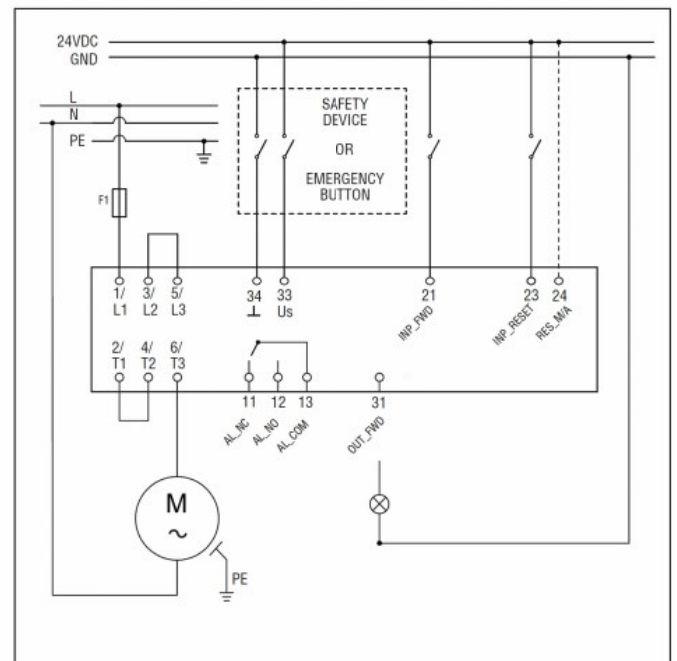 24VDC
GND
L
N
PE
SAFETY
DEVICE
OR
EMERGENCY
BUTTON
F1
1/ 3/ 5/ 34 33 21 23 24
L1 L2 L3 ⊥ Us INP_FWD INP_RESET RES_M/A
2/ 4/ 6/
T1 T2 T3
11 12 13 31
AL_NC AL_NO AL_COM OUT_FWD
M
~
PE